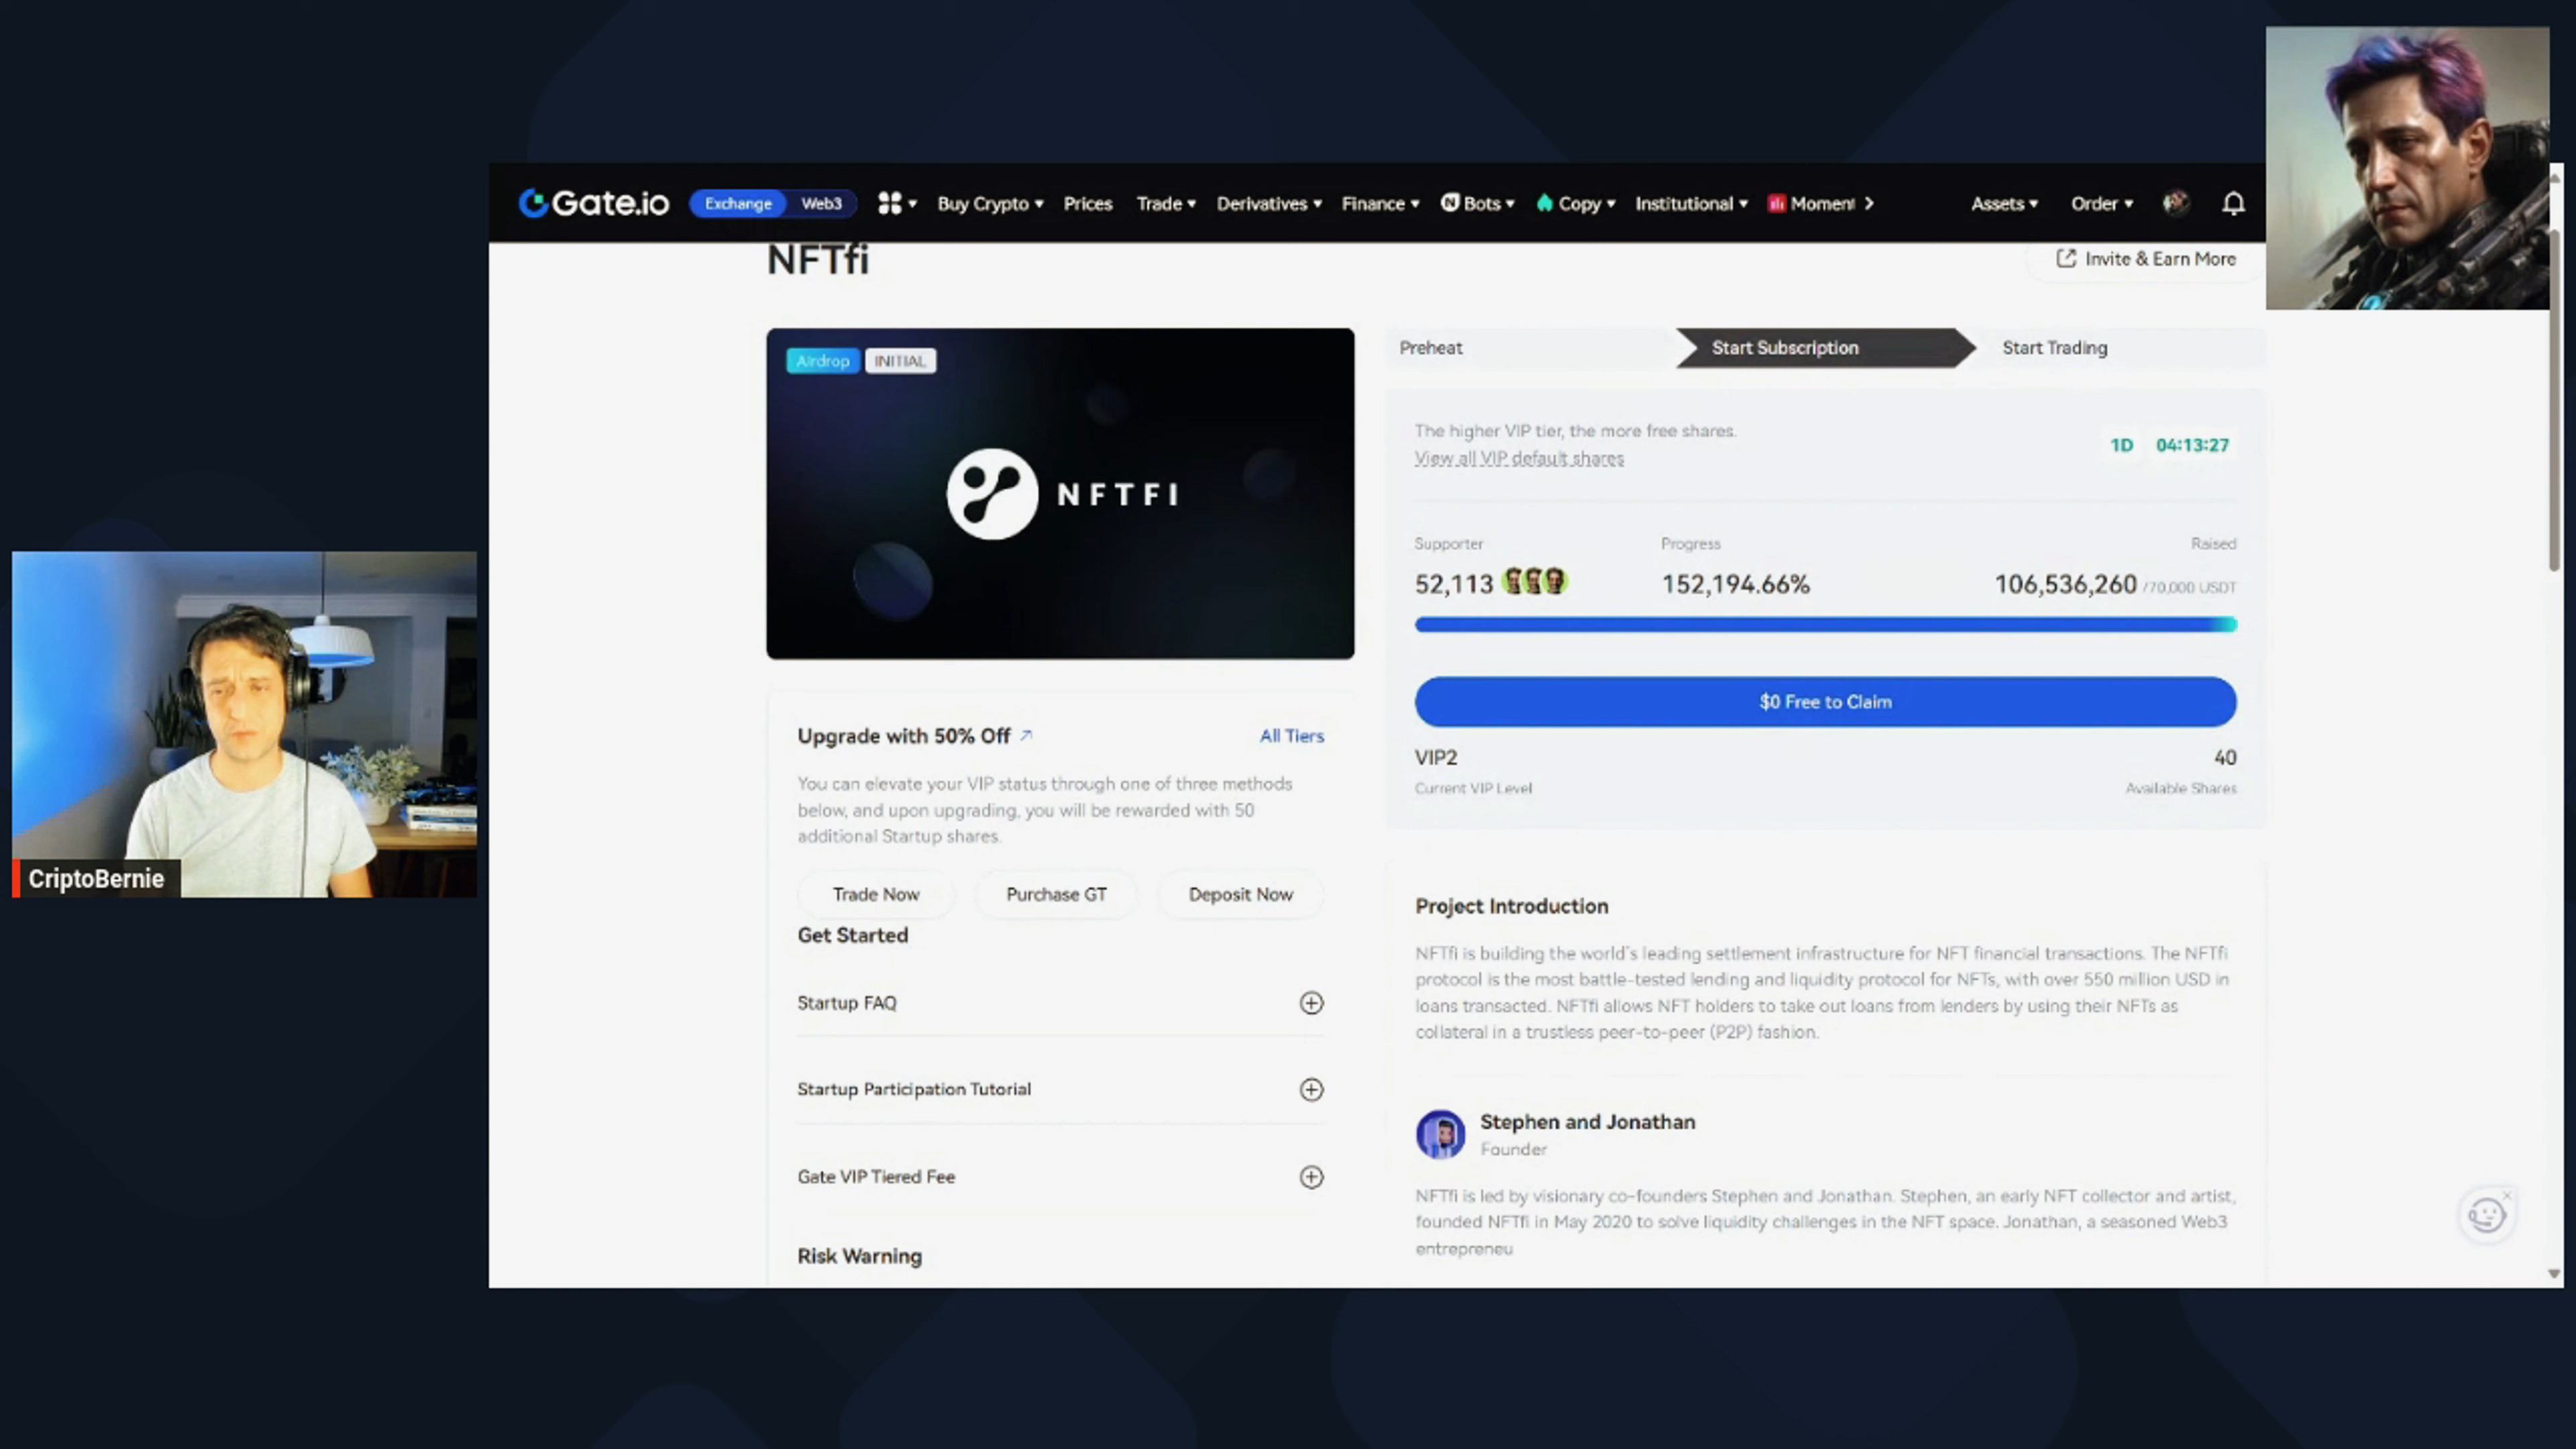 Gate.io
Exchange
Web3
Buy Crypto
Prices
Trade
Derivatives
Finance
Bots
Copy
Institutional
Moment
Assets
Order
NFTfi
Invite & Earn More
Airdrop
INITIAL
NFTFI
Preheat
Start Subscription
Start Trading
The higher VIP tier, the more free shares.
View all VIP default shares
1D 04:13:27
Supporter
Progress
Raised
52,113
152,194.66%
106,536,260 /70,000 USDT
$0 Free to Claim
VIP2
40
Current VIP Level
Available Shares
Upgrade with 50% Off
All Tiers
You can elevate your VIP status through one of three methods
below, and upon upgrading, you will be rewarded with 50
additional Startup shares.
Trade Now
Purchase GT
Deposit Now
Get Started
Startup FAQ
Startup Participation Tutorial
Gate VIP Tiered Fee
Risk Warning
Project Introduction
NFTfi is building the world's leading settlement infrastructure for NFT financial transactions. The NFTfi
protocol is the most battle-tested lending and liquidity protocol for NFTs, with over 550 million USD in
loans transacted. NFTfi allows NFT holders to take out loans from lenders by using their NFTs as
collateral in a trustless peer-to-peer (P2P) fashion.
Stephen and Jonathan
Founder
NFTfi is led by visionary co-founders Stephen and Jonathan. Stephen, an early NFT collector and artist,
founded NFTfi in May 2020 to solve liquidity challenges in the NFT space. Jonathan, a seasoned Web3
entrepreneu
CriptoBernie